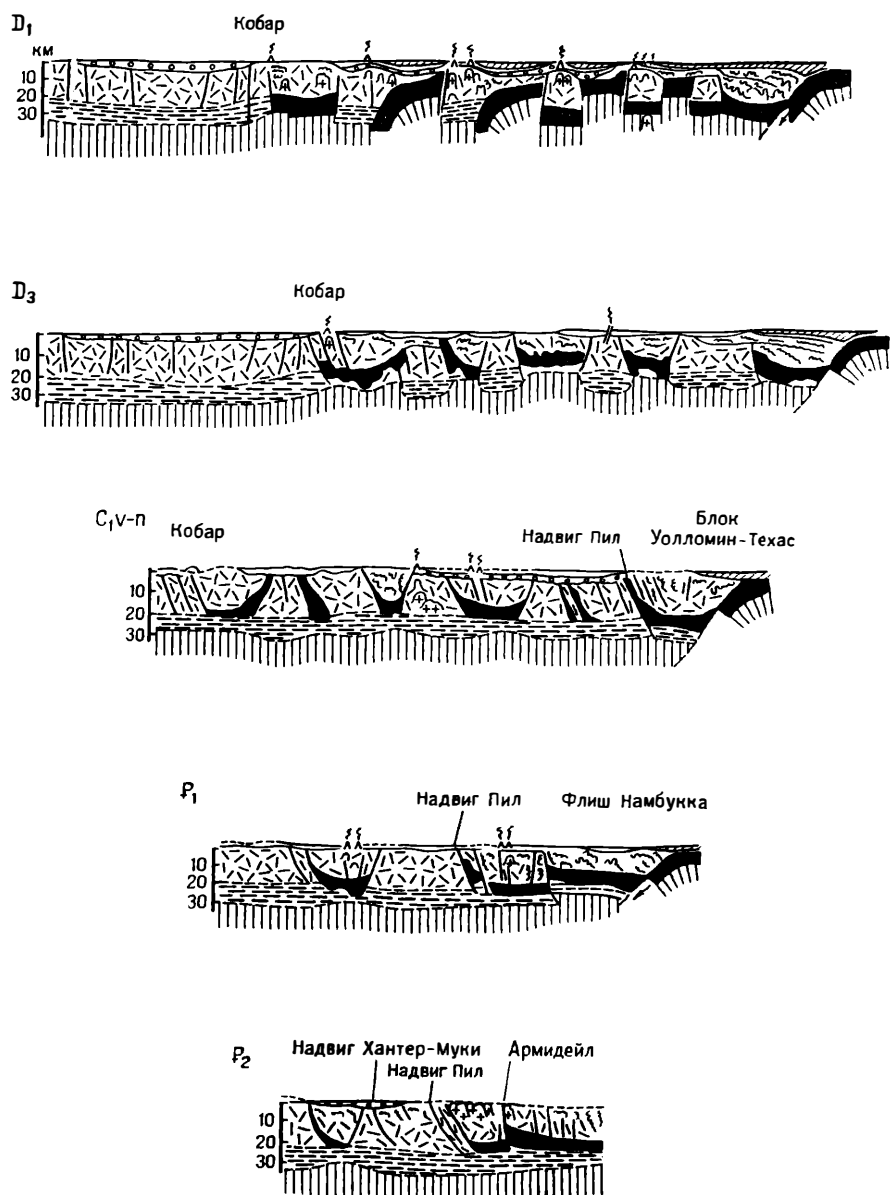 D₁ Кобар
км
10
20
30
D₃ Кобар
10
20
30
C₁v-n Кобар Надвиг Пил Блок
Уолломин-Техас
10
20
30
P₁ Надвиг Пил Флиш Намбукка
10
20
30
P₂ Надвиг Хантер-Муки Армидейл
Надвиг Пил
10
20
30